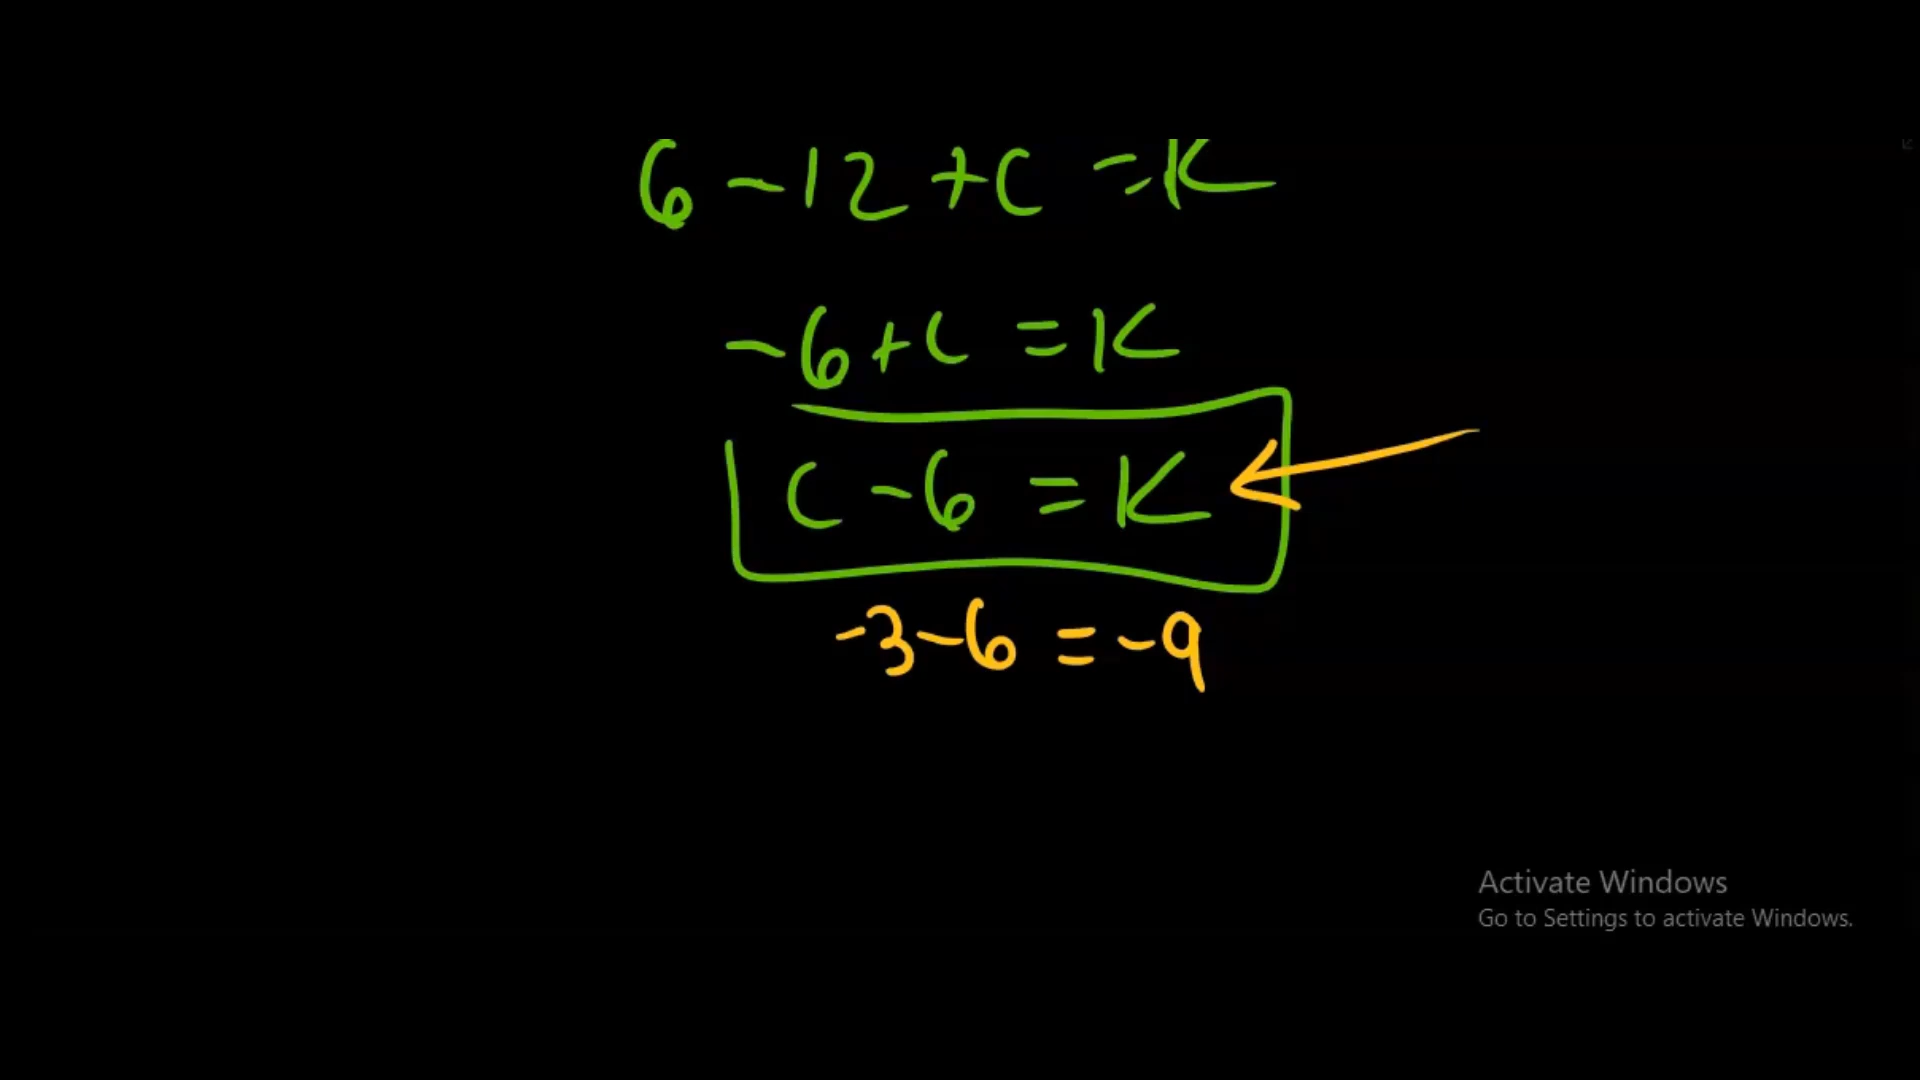 6 - 12 + C = K
-6 + C = K
C - 6 = K
-3 - 6 = -9
Activate Windows
Go to Settings to activate Windows.